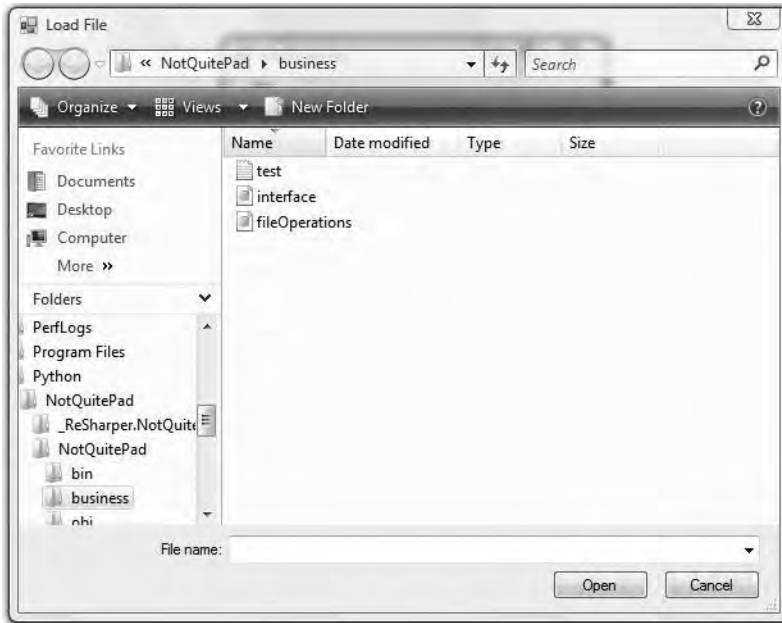 Load File
« NotQuitePad ▸ business
Search
Organize
Views
New Folder
Favorite Links
Documents
Desktop
Computer
More »
Folders
PerfLogs
Program Files
Python
NotQuitePad
_ReSharper.NotQuite
NotQuitePad
bin
business
obj
Name Date modified Type Size
test
interface
fileOperations
File name:
Open Cancel